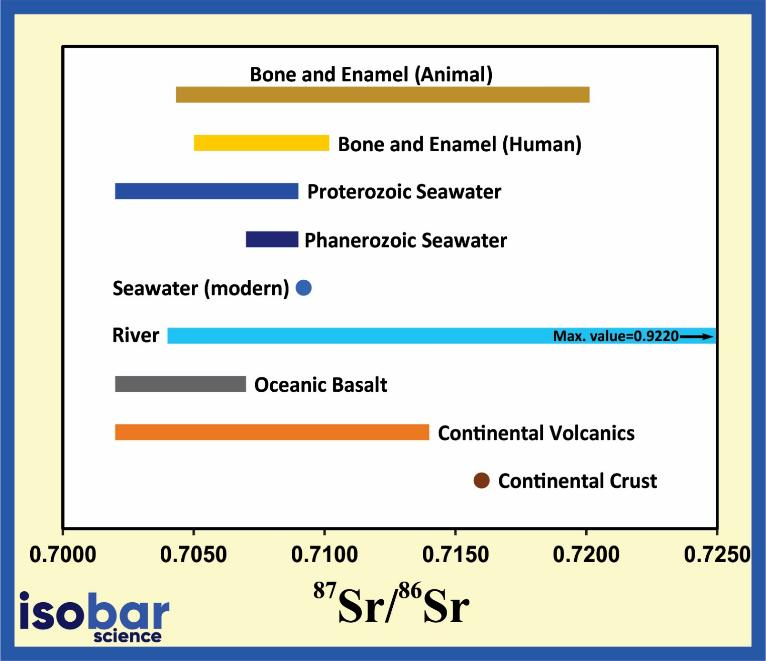 Bone and Enamel (Animal)
Bone and Enamel (Human)
Proterozoic Seawater
Phanerozoic Seawater
Seawater (modern)
River
Max. value=0.9220
Oceanic Basalt
Continental Volcanics
Continental Crust
0.7000 0.7050 0.7100 0.7150 0.7200 0.7250
⁸⁷Sr/⁸⁶Sr
isobar
science